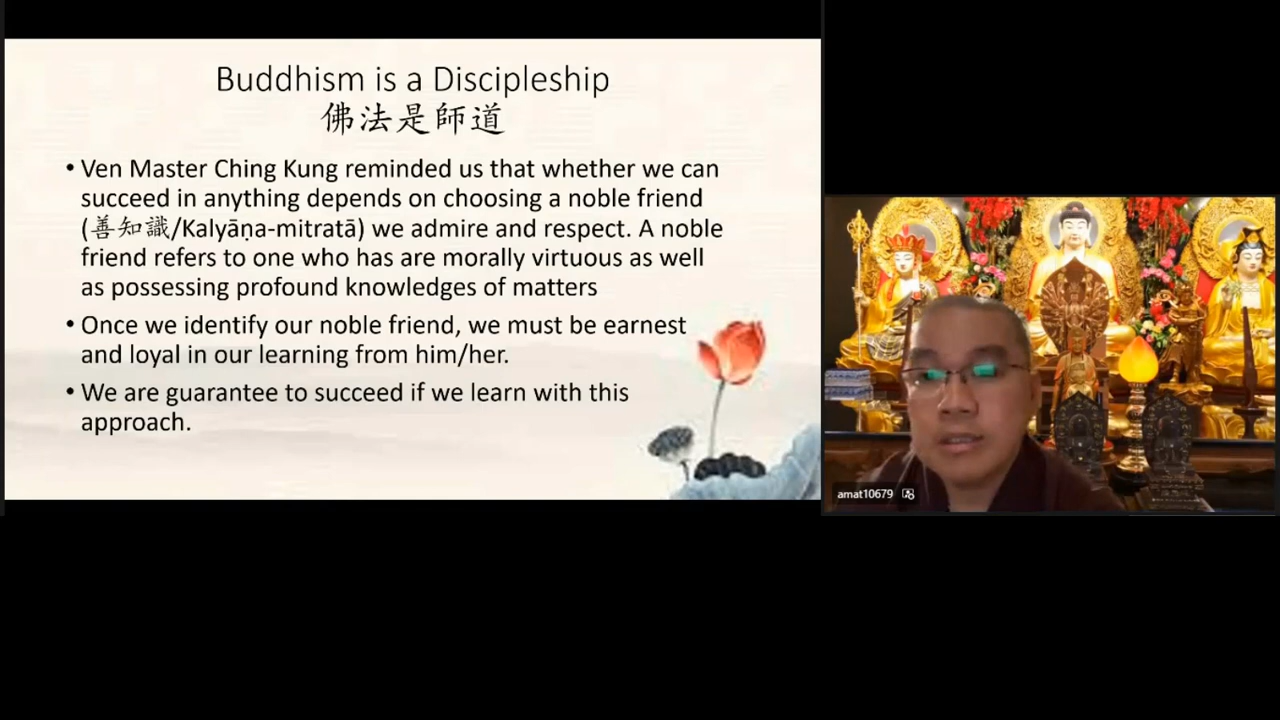 Buddhism is a Discipleship
佛法是師道
• Ven Master Ching Kung reminded us that whether we can
succeed in anything depends on choosing a noble friend
(善知識/Kalyāṇa-mitratā) we admire and respect. A noble
friend refers to one who has are morally virtuous as well
as possessing profound knowledges of matters
• Once we identify our noble friend, we must be earnest
and loyal in our learning from him/her.
• We are guarantee to succeed if we learn with this
approach.
amat10679